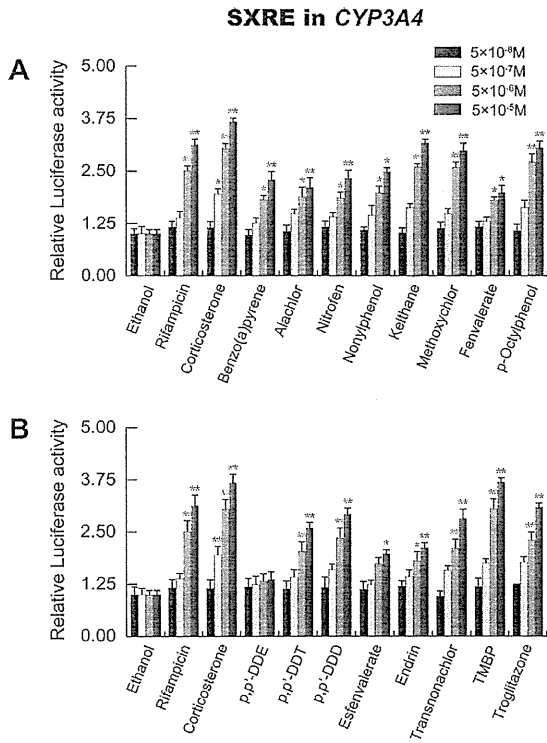 SXRE in CYP3A4
A
5×10⁻⁸M
5×10⁻⁷M
5×10⁻⁶M
5×10⁻⁵M
Relative Luciferase activity
5.00
3.75
2.50
1.25
0.00
* ** * ** ** * ** * ** * ** * * ** ** ** ** * * ** **
Ethanol
Rifampicin
Corticosterone
Benzo(a)pyrene
Alachlor
Nitrofen
Nonylphenol
Kelthane
Methoxychlor
Fenvalerate
p-Octylphenol
B
Relative Luciferase activity
5.00
3.75
2.50
1.25
0.00
Ethanol
Rifampicin
Corticosterone
p,p'-DDE
p,p'-DDT
p,p'-DDD
Esfenvalerate
Endrin
Transnonachlor
TMBP
Troglitazone